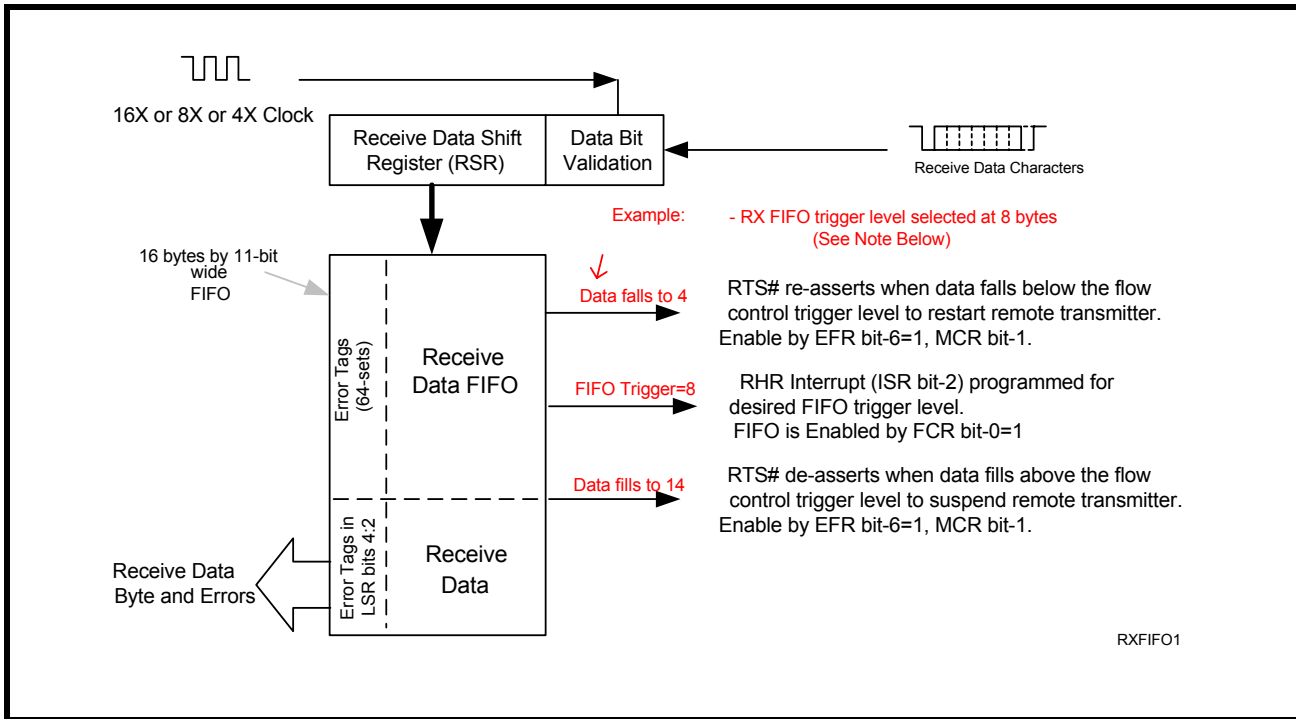 16X or 8X or 4X Clock
Receive Data Shift
Register (RSR)
Data Bit
Validation
Receive Data Characters
Example:
- RX FIFO trigger level selected at 8 bytes
(See Note Below)
16 bytes by 11-bit
wide
FIFO
Data falls to 4
RTS# re-asserts when data falls below the flow
control trigger level to restart remote transmitter.
Enable by EFR bit-6=1, MCR bit-1.
Error Tags
(64-sets)
Receive
Data FIFO
FIFO Trigger=8
RHR Interrupt (ISR bit-2) programmed for
desired FIFO trigger level.
FIFO is Enabled by FCR bit-0=1
Data fills to 14
RTS# de-asserts when data fills above the flow
control trigger level to suspend remote transmitter.
Enable by EFR bit-6=1, MCR bit-1.
Receive Data
Byte and Errors
Error Tags in
LSR bits 4:2
Receive
Data
RXFIFO1